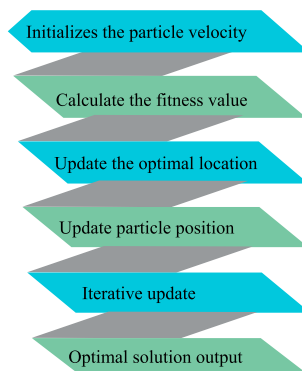 Initializes the particle velocity
Calculate the fitness value
Update the optimal location
Update particle position
Iterative update
Optimal solution output